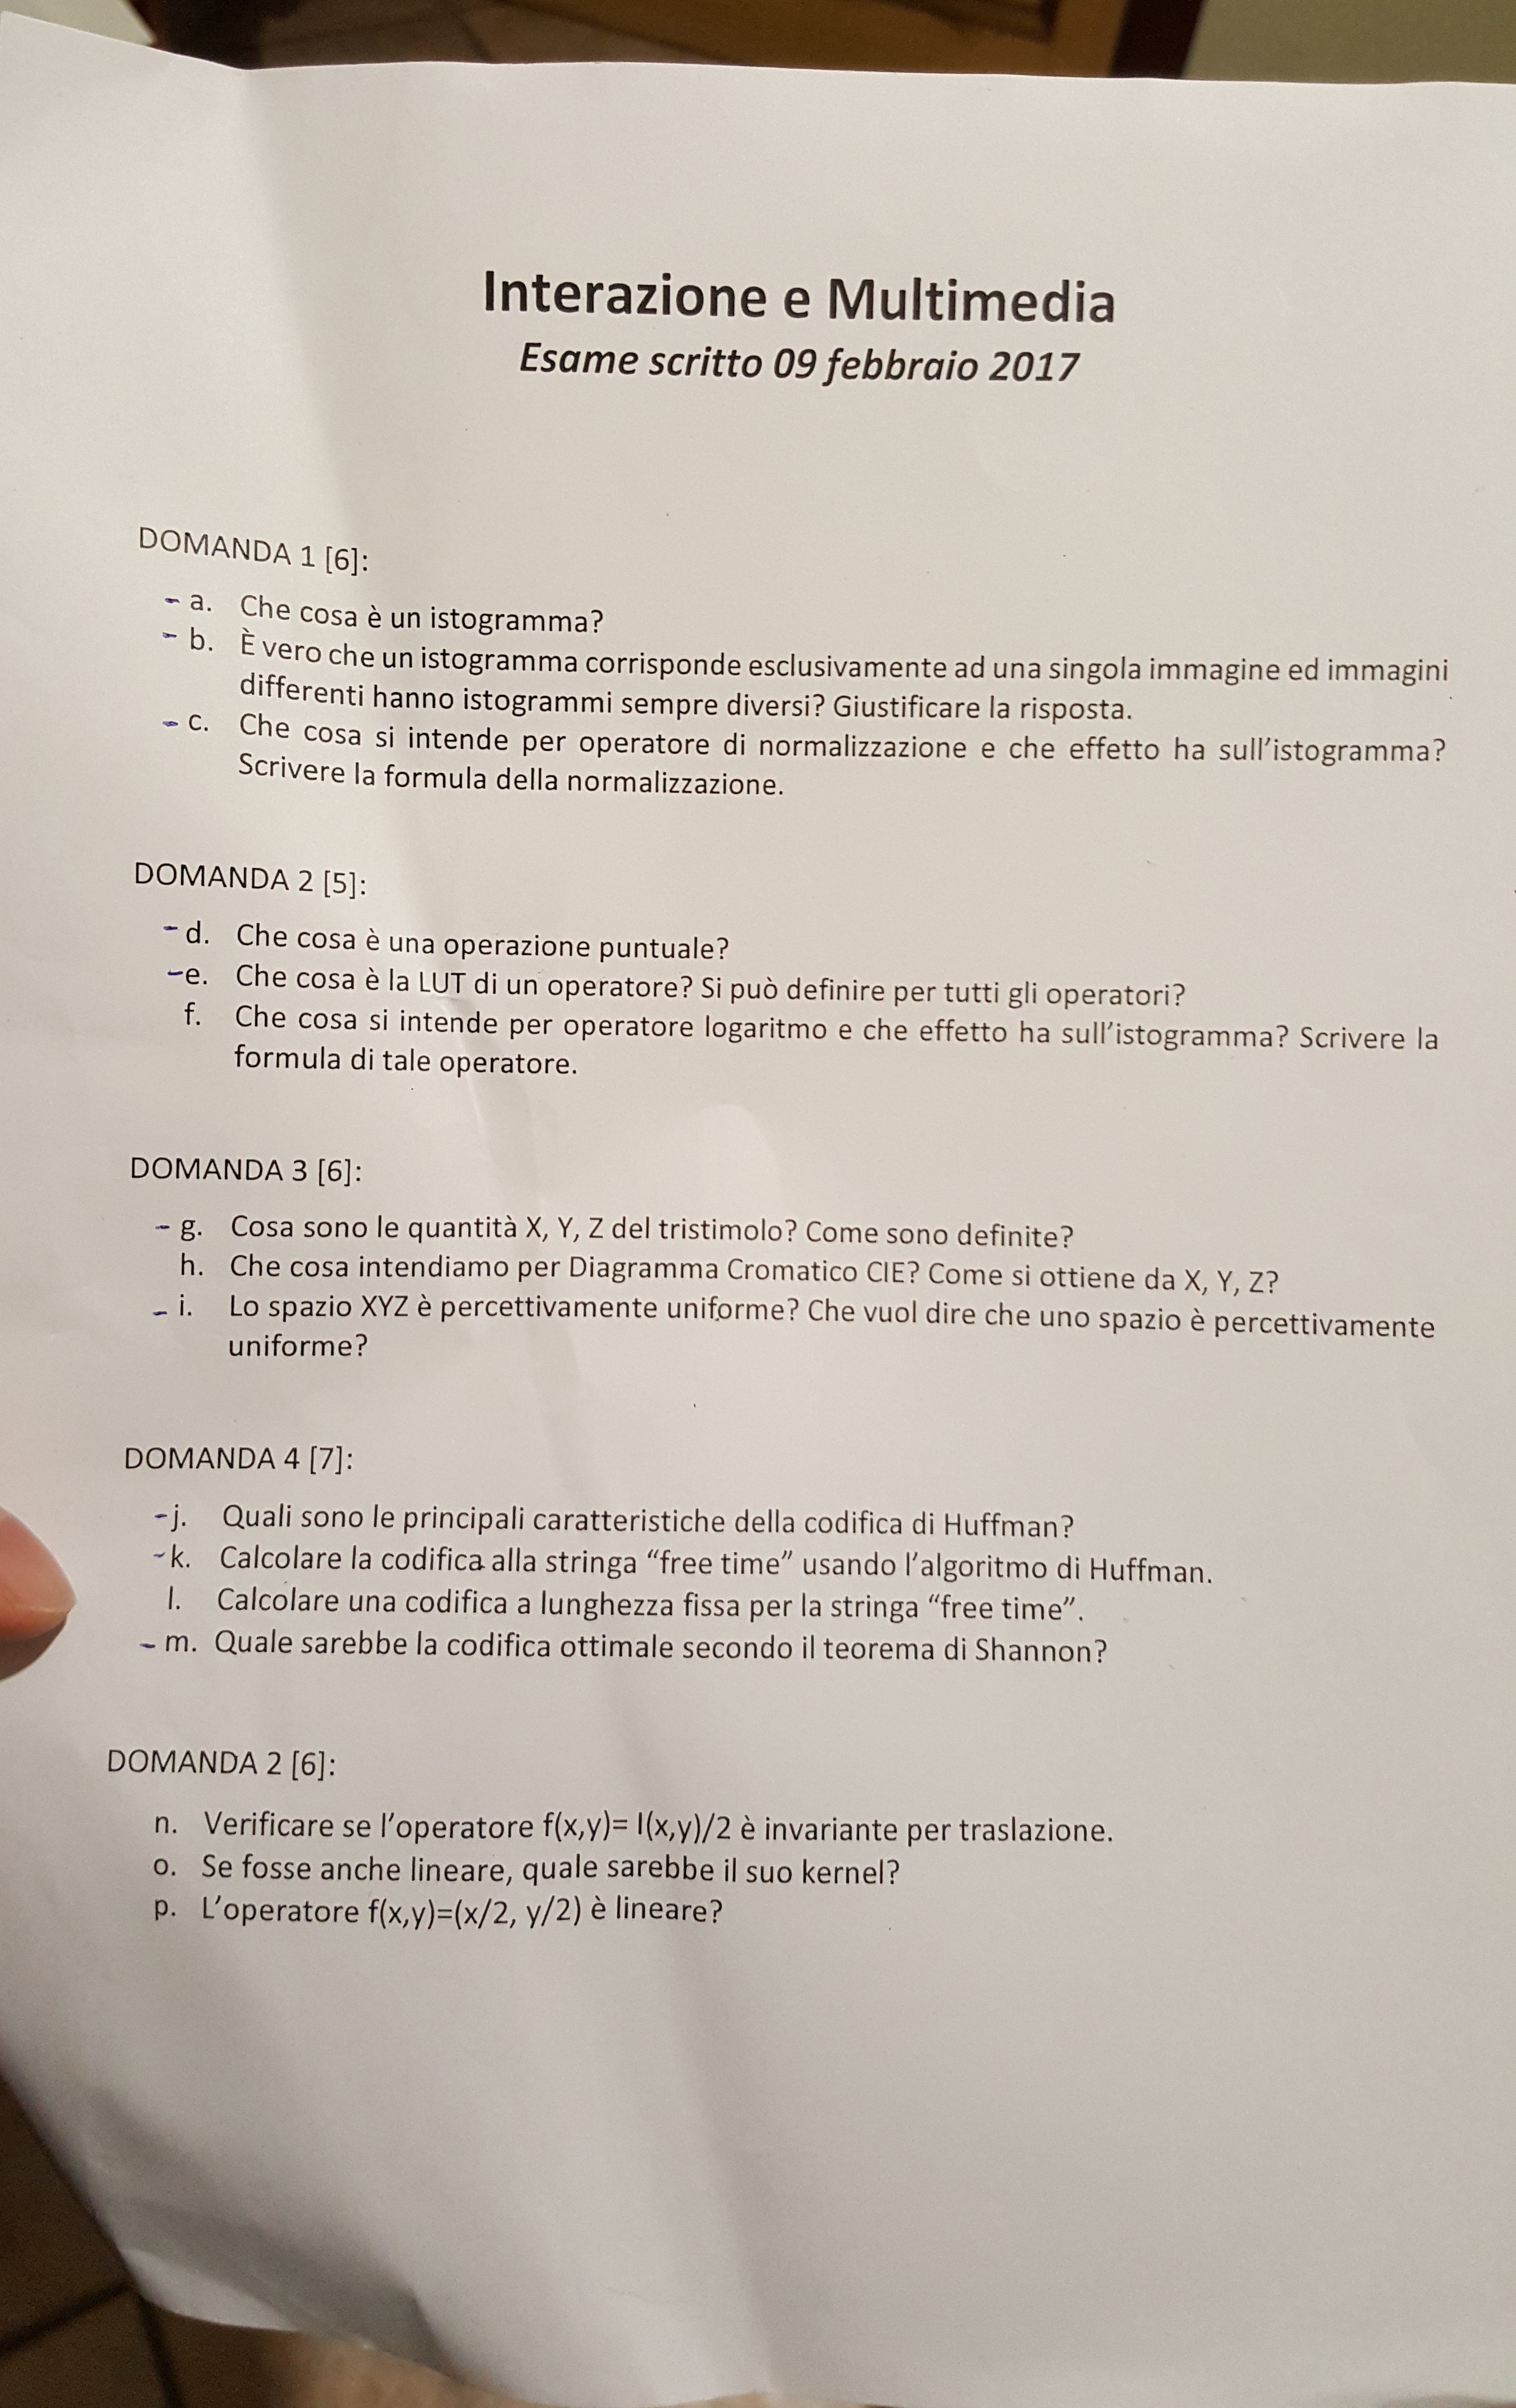 Interazione e Multimedia
Esame scritto 09 febbraio 2017
DOMANDA 1 [6]:
- a. Che cosa è un istogramma?
- b. È vero che un istogramma corrisponde esclusivamente ad una singola immagine ed immagini
differenti hanno istogrammi sempre diversi? Giustificare la risposta.
- c. Che cosa si intende per operatore di normalizzazione e che effetto ha sull'istogramma?
Scrivere la formula della normalizzazione.
DOMANDA 2 [5]:
- d. Che cosa è una operazione puntuale?
- e. Che cosa è la LUT di un operatore? Si può definire per tutti gli operatori?
f. Che cosa si intende per operatore logaritmo e che effetto ha sull'istogramma? Scrivere la
formula di tale operatore.
DOMANDA 3 [6]:
- g. Cosa sono le quantità X, Y, Z del tristimolo? Come sono definite?
h. Che cosa intendiamo per Diagramma Cromatico CIE? Come si ottiene da X, Y, Z?
- i. Lo spazio XYZ è percettivamente uniforme? Che vuol dire che uno spazio è percettivamente
uniforme?
DOMANDA 4 [7]:
- j. Quali sono le principali caratteristiche della codifica di Huffman?
- k. Calcolare la codifica alla stringa “free time” usando l'algoritmo di Huffman.
l. Calcolare una codifica a lunghezza fissa per la stringa “free time”.
- m. Quale sarebbe la codifica ottimale secondo il teorema di Shannon?
DOMANDA 2 [6]:
n. Verificare se l'operatore f(x,y)= I(x,y)/2 è invariante per traslazione.
o. Se fosse anche lineare, quale sarebbe il suo kernel?
p. L'operatore f(x,y)=(x/2, y/2) è lineare?